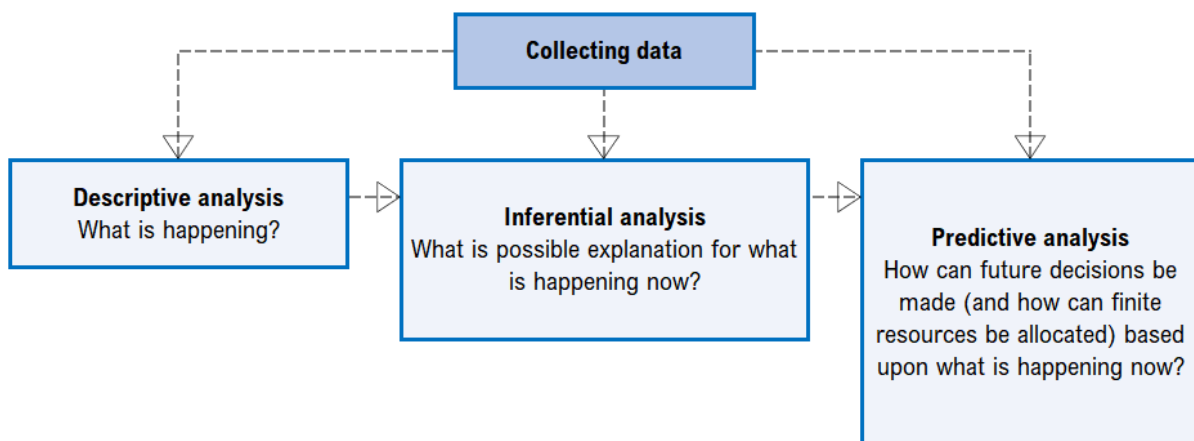 Collecting data
Descriptive analysis
What is happening?
Inferential analysis
What is possible explanation for what
is happening now?
Predictive analysis
How can future decisions be
made (and how can finite
resources be allocated) based
upon what is happening now?